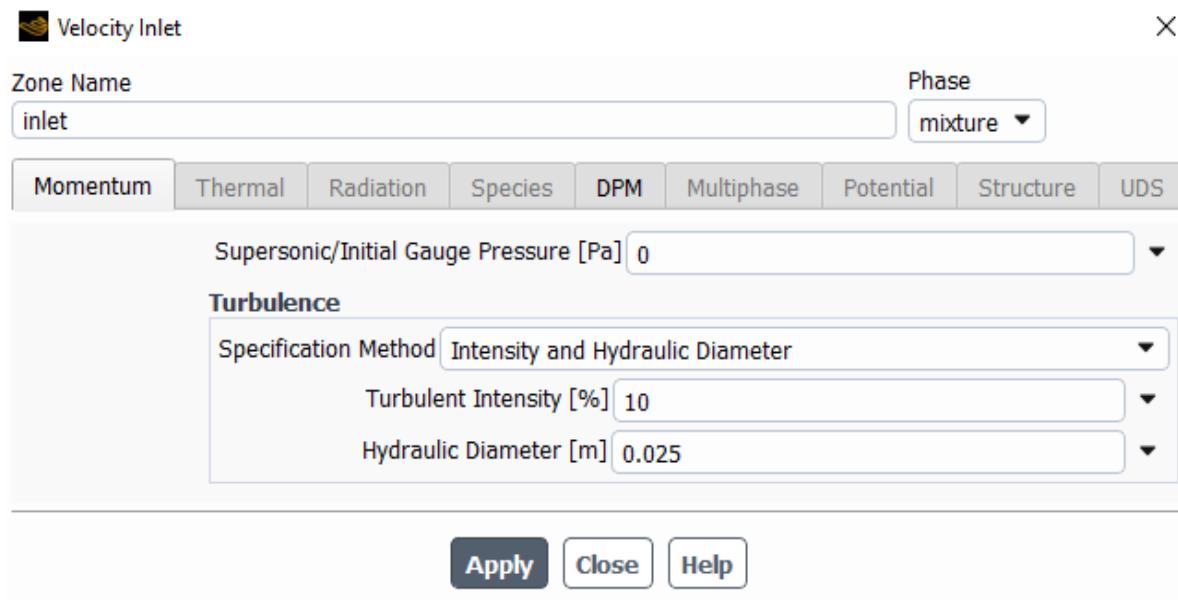 Velocity Inlet
Zone Name Phase
inlet mixture
Momentum Thermal Radiation Species DPM Multiphase Potential Structure UDS
Supersonic/Initial Gauge Pressure [Pa] 0
Turbulence
Specification Method Intensity and Hydraulic Diameter
Turbulent Intensity [%] 10
Hydraulic Diameter [m] 0.025
Apply Close Help